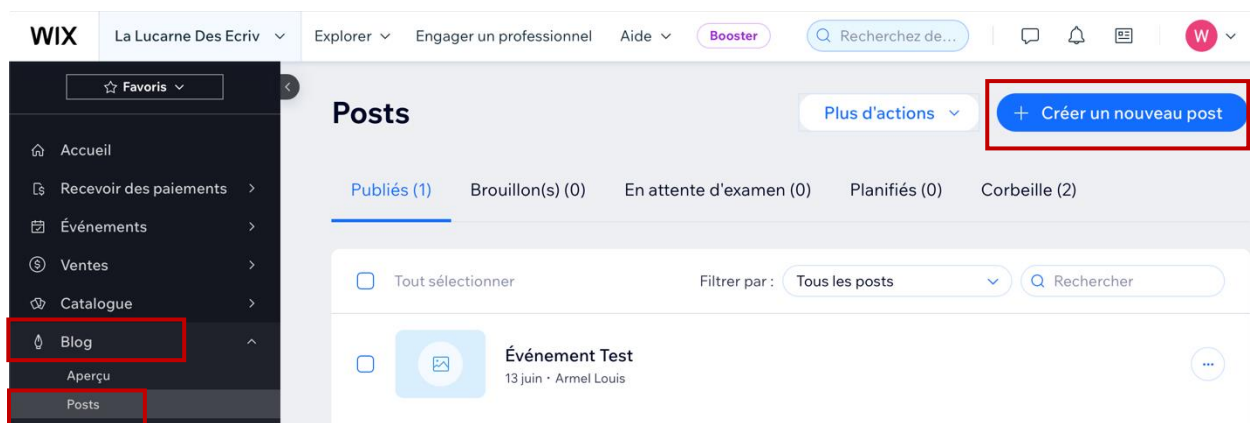 WIX La Lucarne Des Ecriv Explorer Engager un professionnel Aide Booster Recherchez de... W
Favoris
Accueil
Recevoir des paiements
Événements
Ventes
Catalogue
Blog
Aperçu
Posts
Posts Plus d'actions + Créer un nouveau post
Publiés (1) Brouillon(s) (0) En attente d'examen (0) Planifiés (0) Corbeille (2)
Tout sélectionner Filtrer par : Tous les posts Rechercher
Événement Test
13 juin · Armel Louis